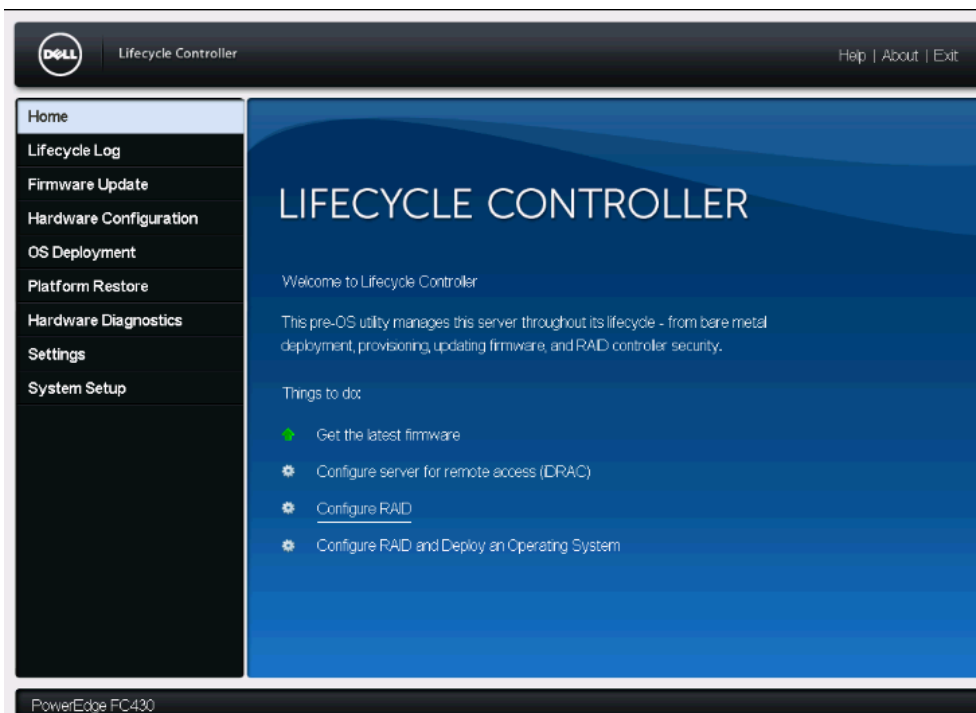 DELL
Lifecycle Controller
Help | About | Exit
Home
Lifecycle Log
Firmware Update
Hardware Configuration
OS Deployment
Platform Restore
Hardware Diagnostics
Settings
System Setup
LIFECYCLE CONTROLLER
Welcome to Lifecycle Controller
This pre-OS utility manages this server throughout its lifecycle - from bare metal
deployment, provisioning, updating firmware, and RAID controller security.
Things to do:
Get the latest firmware
Configure server for remote access (iDRAC)
Configure RAID
Configure RAID and Deploy an Operating System
PowerEdge FC430